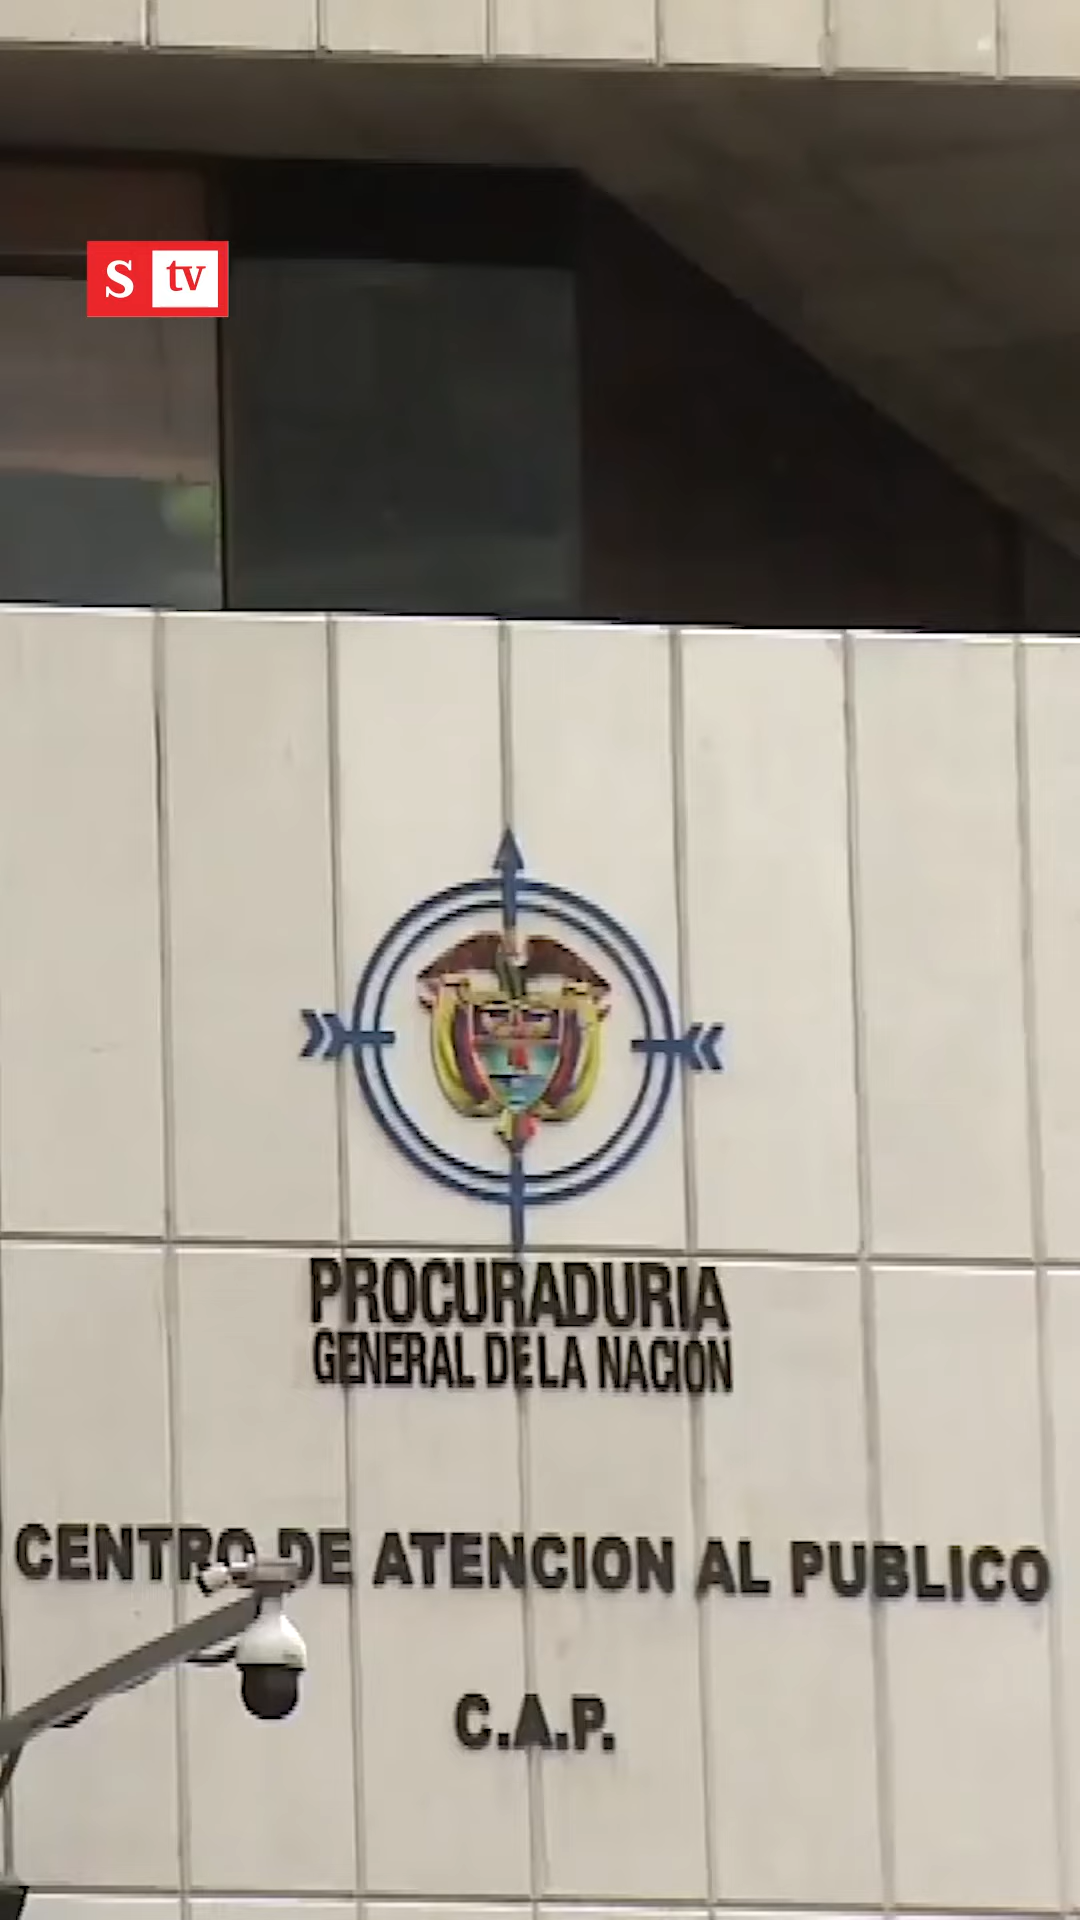 S tv
PROCURADURIA
GENERAL DE LA NACION
CENTRO DE ATENCION AL PUBLICO
C.A.P.